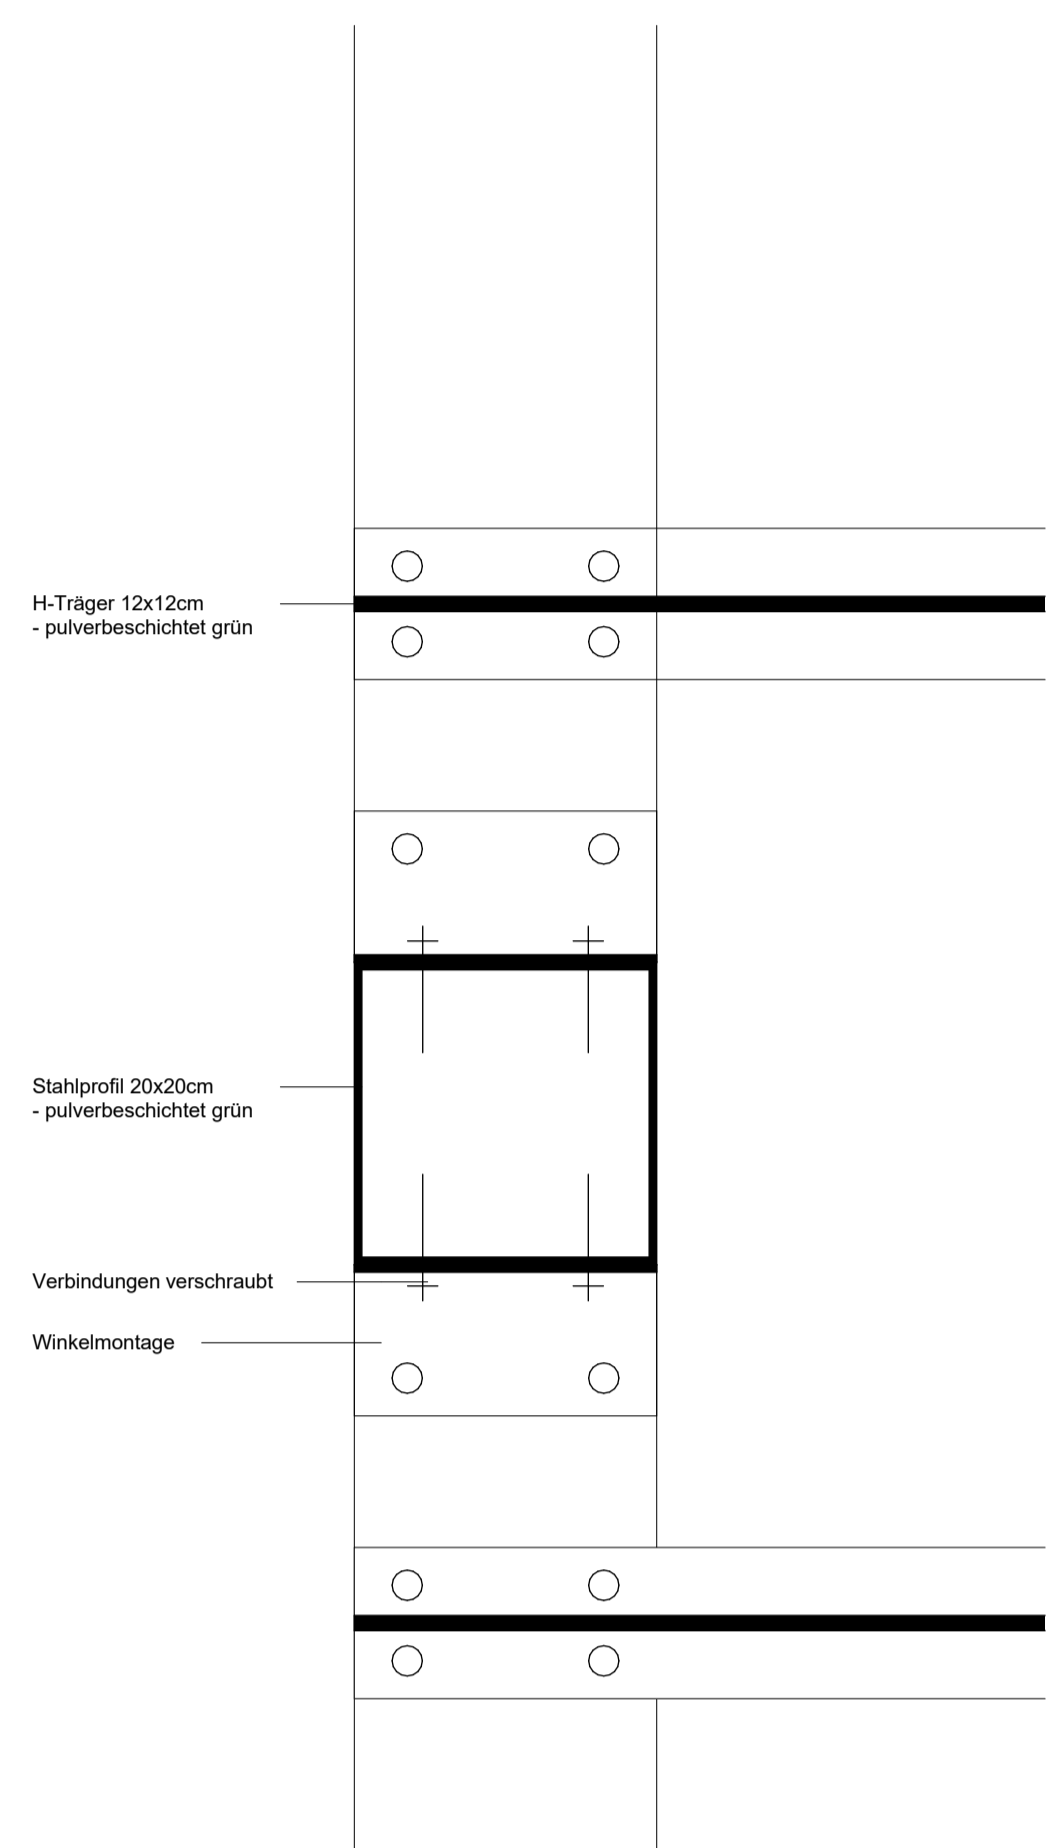 H-Träger 12x12cm
- pulverbeschichtet grün
Stahlprofil 20x20cm
- pulverbeschichtet grün
Verbindungen verschraubt
Winkelmontage